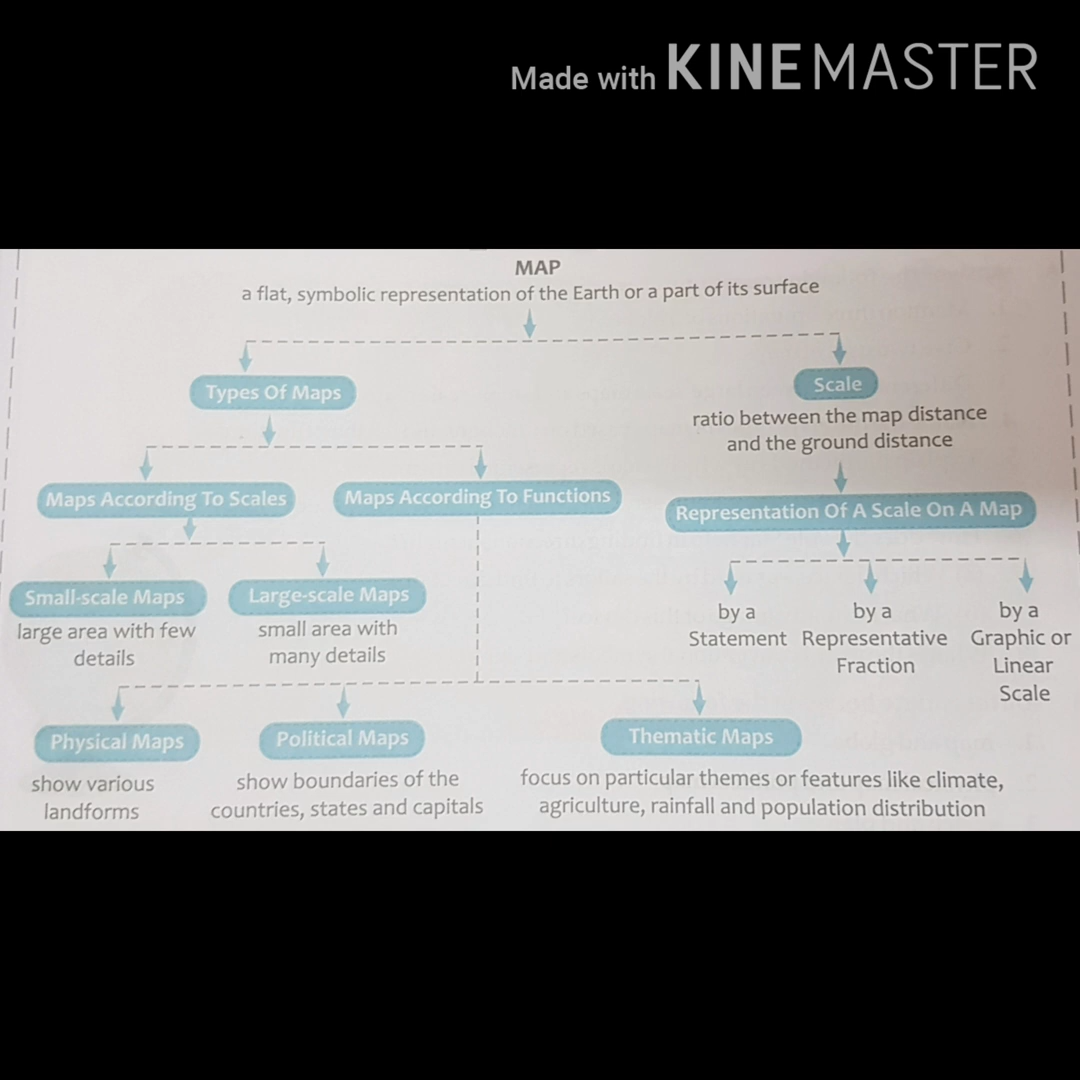 Made with KINEMASTER
MAP
a flat, symbolic representation of the Earth or a part of its surface
Types Of Maps
Scale
ratio between the map distance
and the ground distance
Maps According To Scales
Maps According To Functions
Representation Of A Scale On A Map
Small-scale Maps
large area with few
details
Large-scale Maps
small area with
many details
by a
Statement
by a
Representative
Fraction
by a
Graphic or
Linear
Scale
Physical Maps
show various
landforms
Political Maps
show boundaries of the
countries, states and capitals
Thematic Maps
focus on particular themes or features like climate,
agriculture, rainfall and population distribution